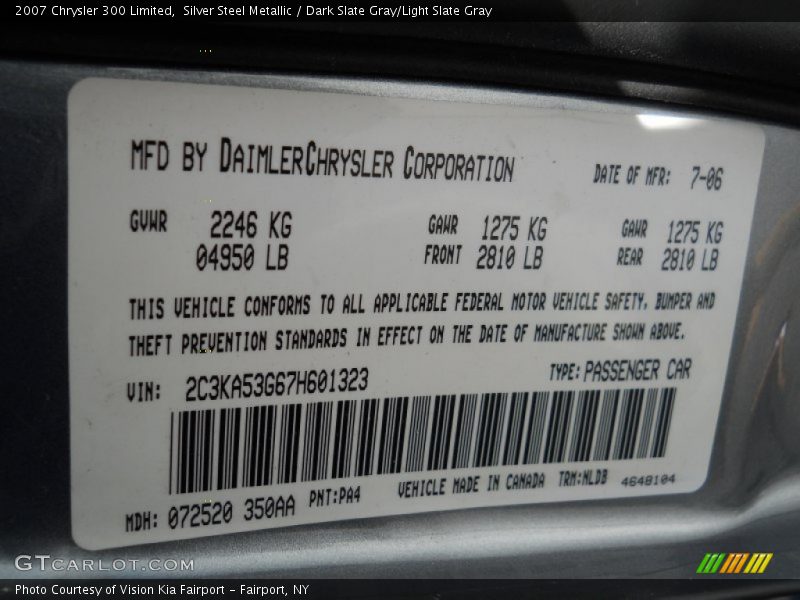 2007 Chrysler 300 Limited,  Silver Steel Metallic / Dark Slate Gray/Light Slate Gray
MFD BY DAIMLERCHRYSLER CORPORATION
DATE OF MFR: 7-06
GVWR 2246 KG
04950 LB
GAWR 1275 KG
FRONT 2810 LB
GAWR 1275 KG
REAR 2810 LB
THIS VEHICLE CONFORMS TO ALL APPLICABLE FEDERAL MOTOR VEHICLE SAFETY, BUMPER AND
THEFT PREVENTION STANDARDS IN EFFECT ON THE DATE OF MANUFACTURE SHOWN ABOVE.
VIN: 2C3KA53G67H601323
TYPE: PASSENGER CAR
MDH: 072520 350AA
PNT:PA4
VEHICLE MADE IN CANADA
TRM:NLDB
4648104
GTCARLOT.COM
Photo Courtesy of Vision Kia Fairport – Fairport, NY